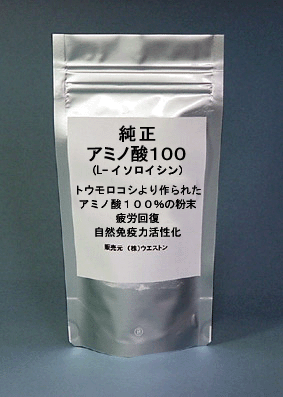 純正
アミノ酸100
(L-イソロイシン)
トウモロコシより作られた
アミノ酸100%の粉末
疲労回復
自然免疫力活性化
販売元 (株)ウエストン